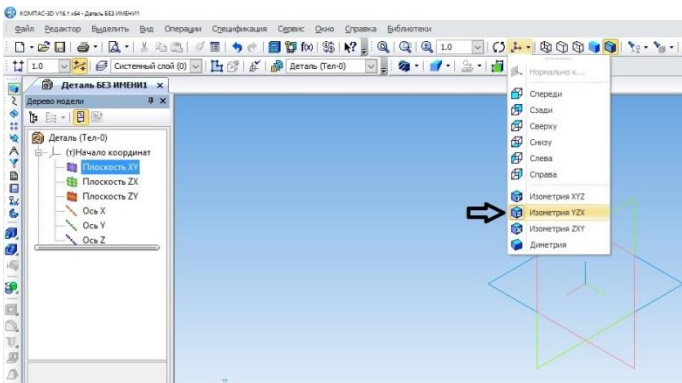 КОМПАС-3D V16.1 x64 - Деталь БЕЗ ИМЕНИ1
Файл Редактор Выделить Вид Операции Спецификация Сервис Окно Справка Библиотеки
1.0
1.0 Системный слой (0) Деталь (Тел-0)
Нормально к...
Деталь БЕЗ ИМЕНИ1
Дерево модели
Спереди
Сзади
Сверху
Снизу
Слева
Справа
Изометрия XYZ
Изометрия YZX
Изометрия ZXY
Диметрия
Деталь (Тел-0)
(т)Начало координат
Плоскость XY
Плоскость ZX
Плоскость ZY
Ось X
Ось Y
Ось Z